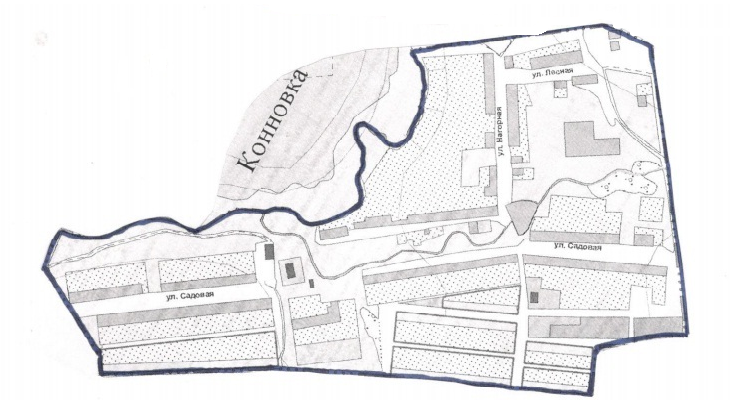 ул. Лесная
Конновка
ул. Нагорная
ул. Садовая
ул. Садовая